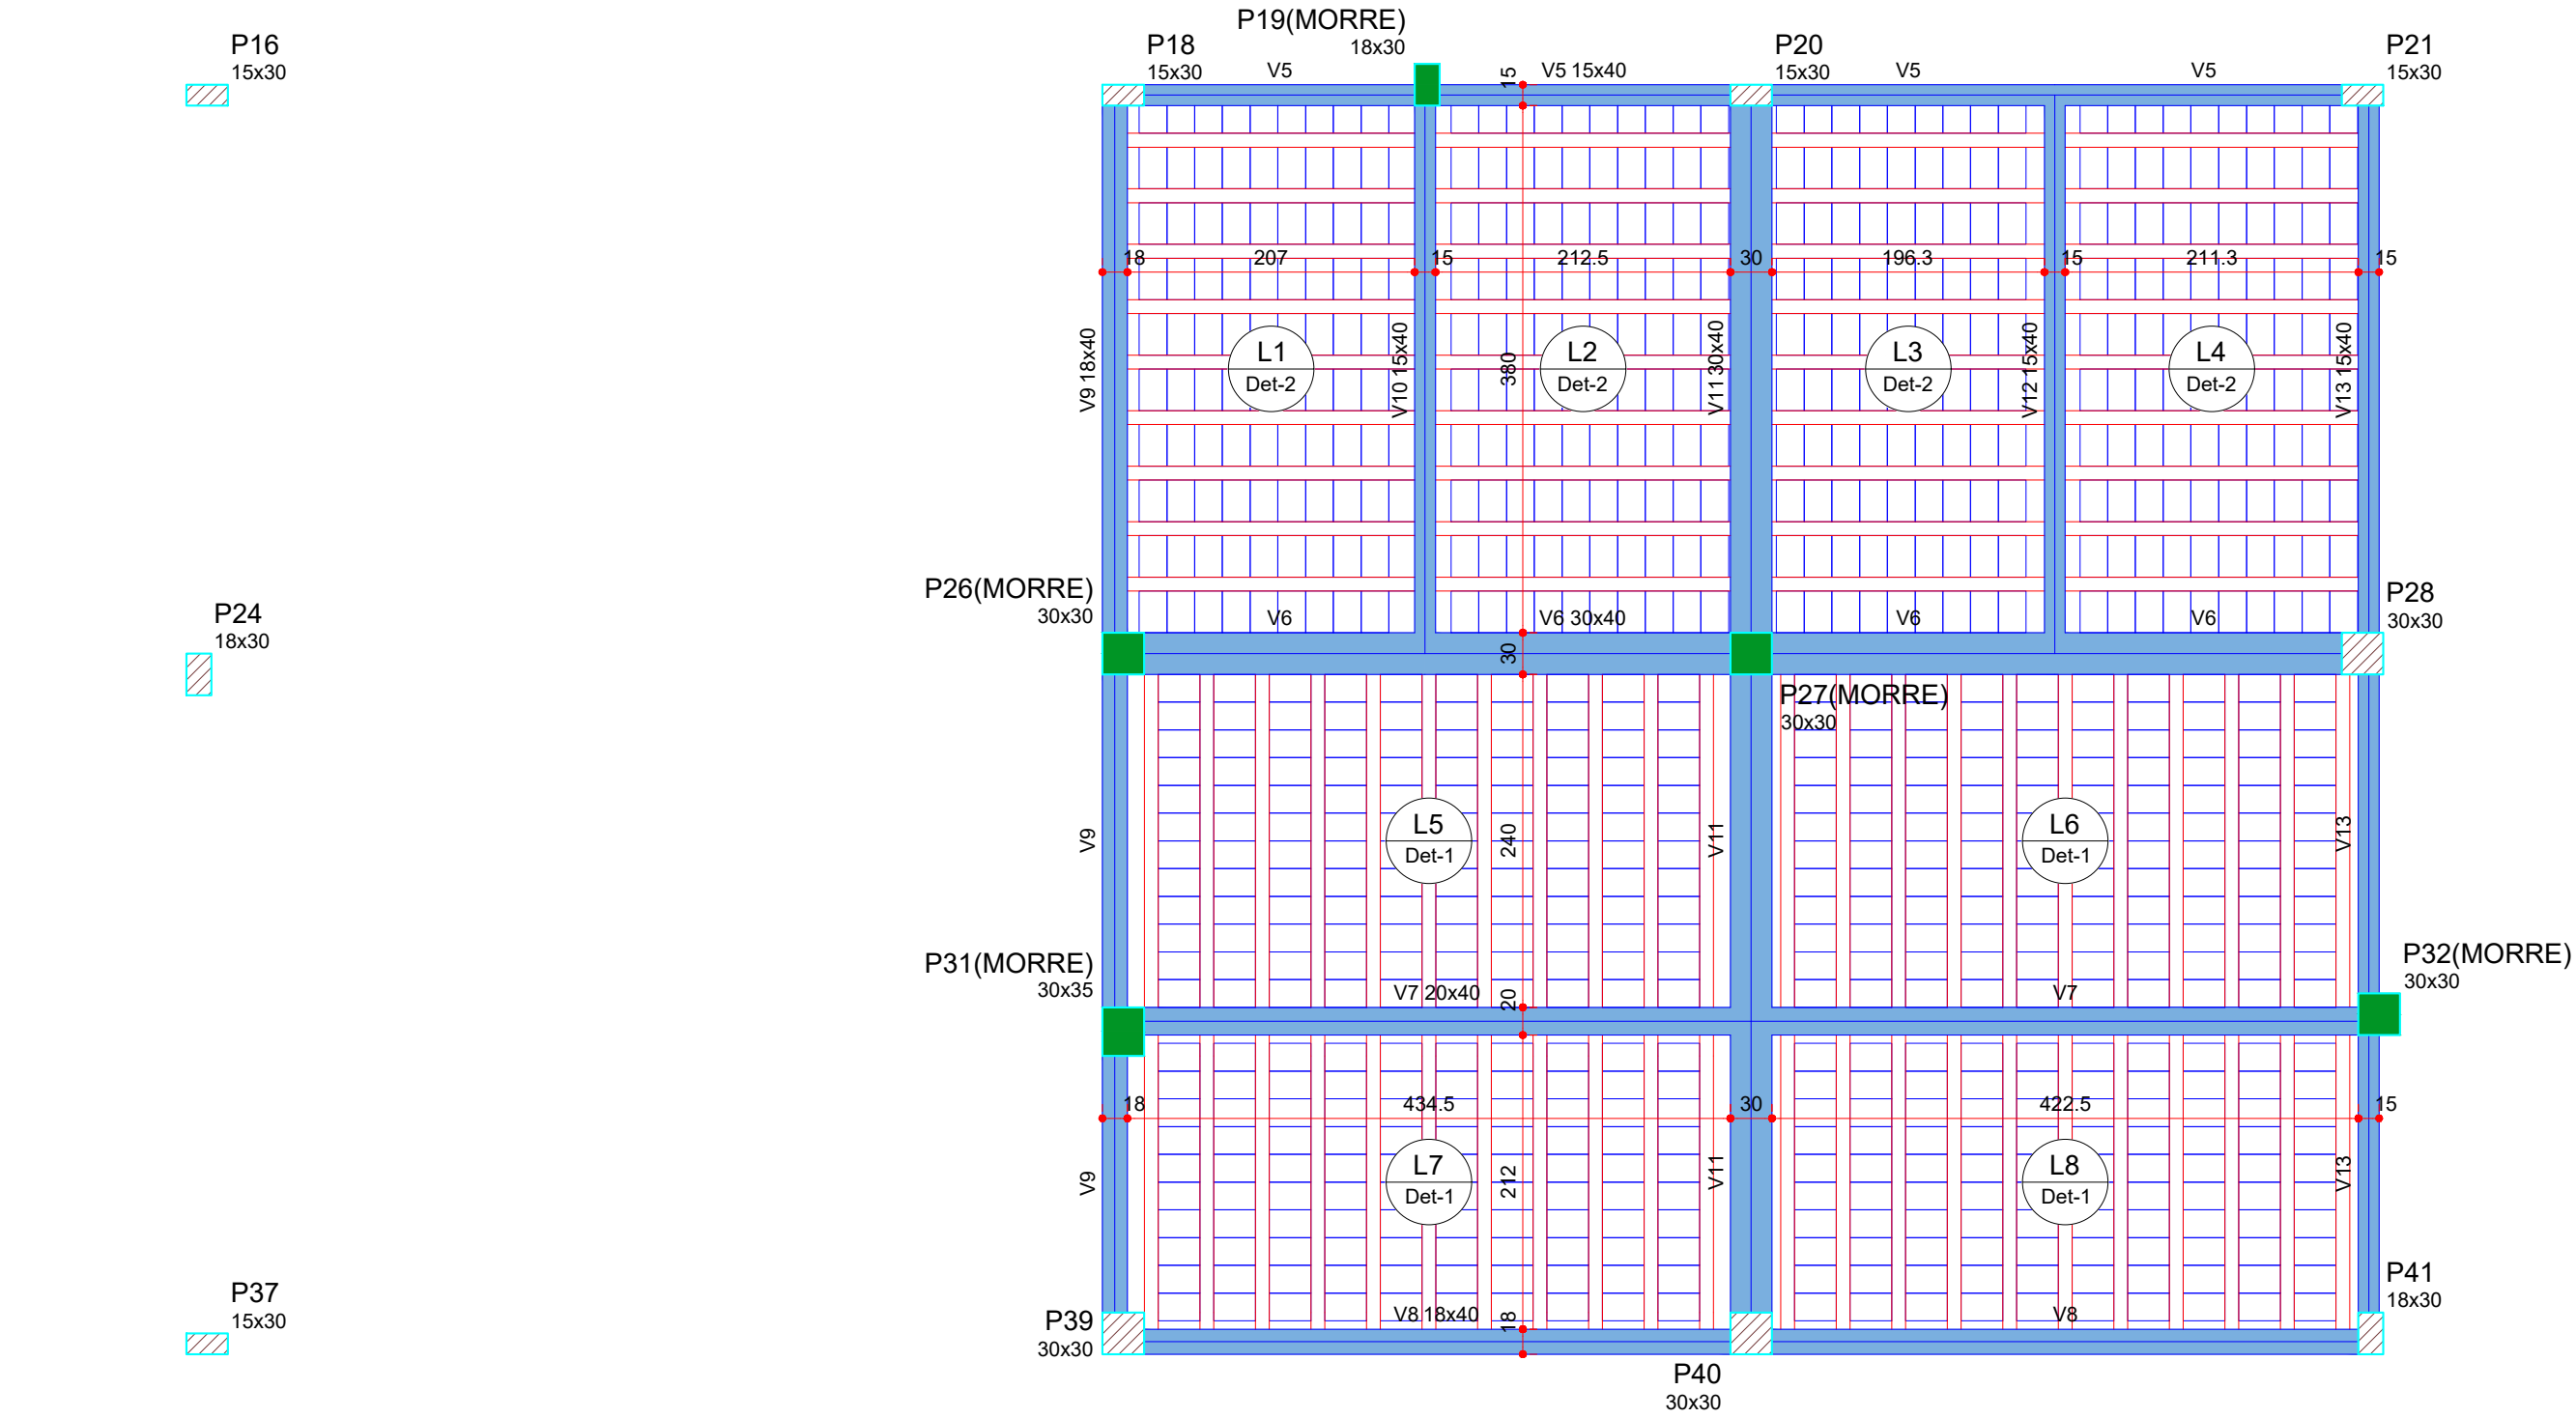 P19(MORRE)
18x30
P16
15x30
P18
15x30
V5
15
V5 15x40
P20
15x30
V5
V5
P21
15x30
18
207
15
212.5
30
196.3
15
211.3
15
V9 18x40
L1
Det-2
V10 15x40
380
L2
Det-2
V11 30x40
L3
Det-2
V12 15x40
L4
Det-2
V13 15x40
P26(MORRE)
30x30
P24
18x30
V6
V6 30x40
V6
V6
P28
30x30
30
P27(MORRE)
30x30
V9
L5
Det-1
240
V11
L6
Det-1
V13
P31(MORRE)
30x35
V7 20x40
20
V7
P32(MORRE)
30x30
18
434.5
30
422.5
15
V9
L7
Det-1
212
V11
L8
Det-1
V13
P37
15x30
P39
30x30
V8 18x40
18
V8
P41
18x30
P40
30x30